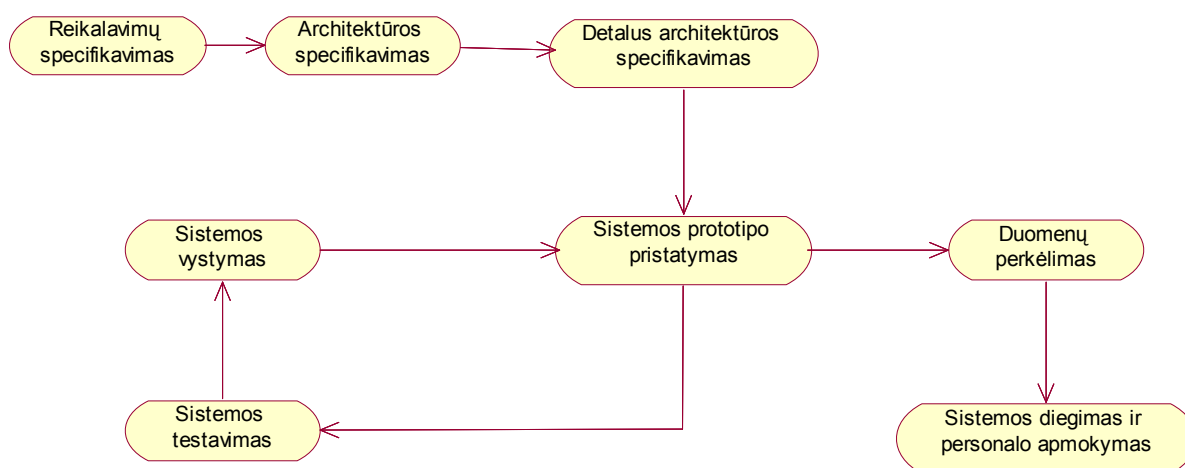 Reikalavimų
specifikavimas
Architektūros
specifikavimas
Detalus architektūros
specifikavimas
Sistemos
vystymas
Sistemos prototipo
pristatymas
Duomenų
perkėlimas
Sistemos
testavimas
Sistemos diegimas ir
personalo apmokymas